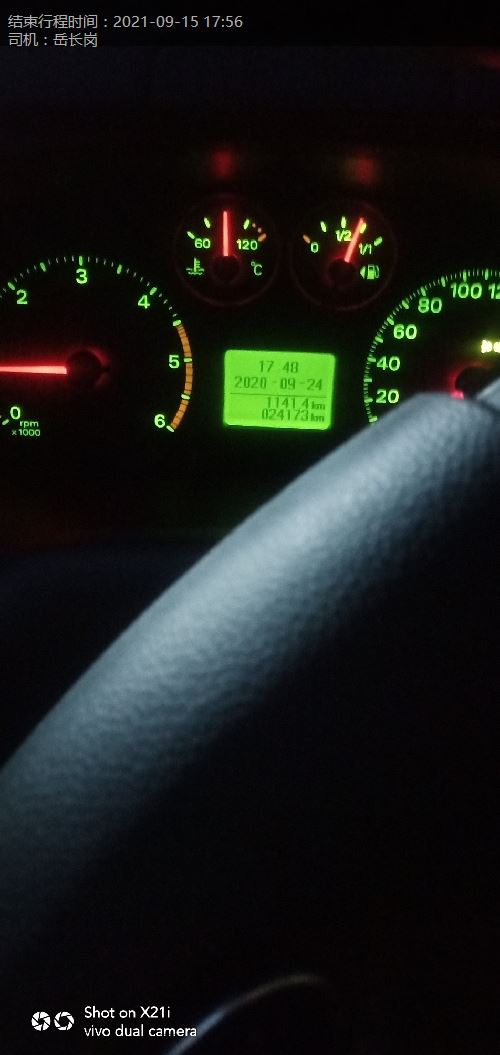 结束行程时间：2021-09-15 17:56
司机：岳长岗
60 120 °C
0 1/2 1/1
0 2 3 4 5 6
rpm
x1000
17 48
2020-09-24
1141.4 km
024173 km
20 40 60 80 100 12
Shot on X21i
vivo dual camera